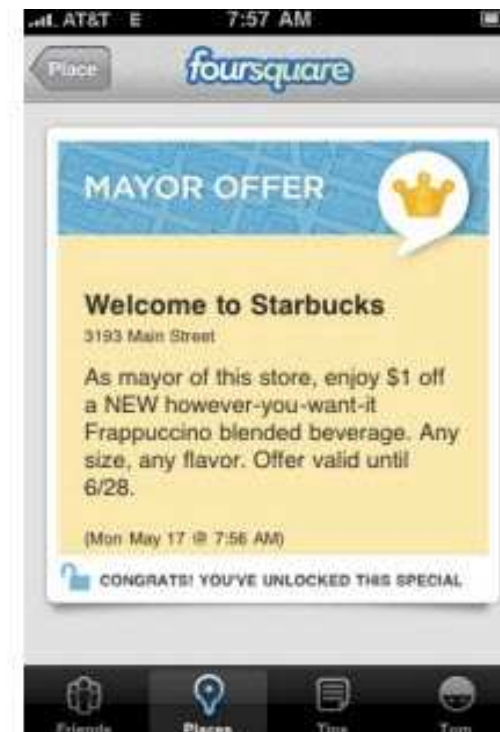 AT&T E 7:57 AM
Place foursquare
MAYOR OFFER
Welcome to Starbucks
3193 Main Street
As mayor of this store, enjoy $1 off
a NEW however-you-want-it
Frappuccino blended beverage. Any
size, any flavor. Offer valid until
6/28.
(Mon May 17 @ 7:56 AM)
CONGRATS! YOU'VE UNLOCKED THIS SPECIAL
Friends Places Tips Tom